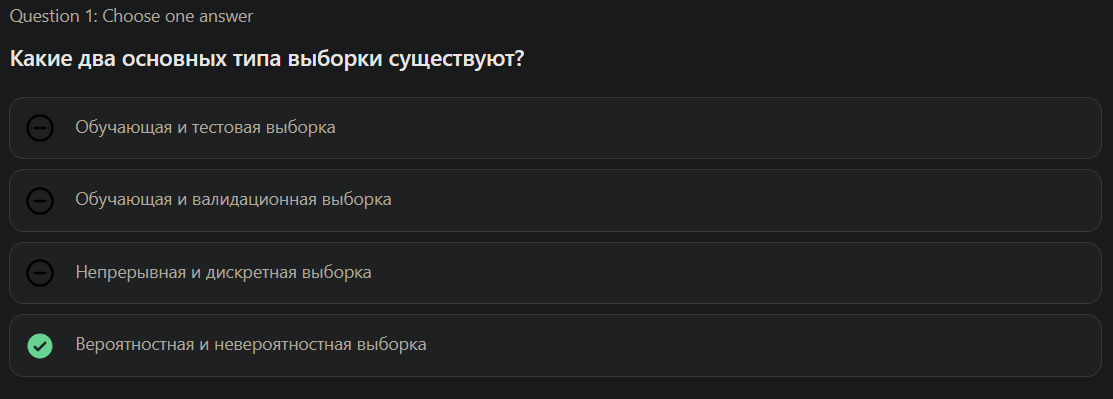 Question 1: Choose one answer
Какие два основных типа выборки существуют?
Обучающая и тестовая выборка
Обучающая и валидационная выборка
Непрерывная и дискретная выборка
Вероятностная и невероятностная выборка